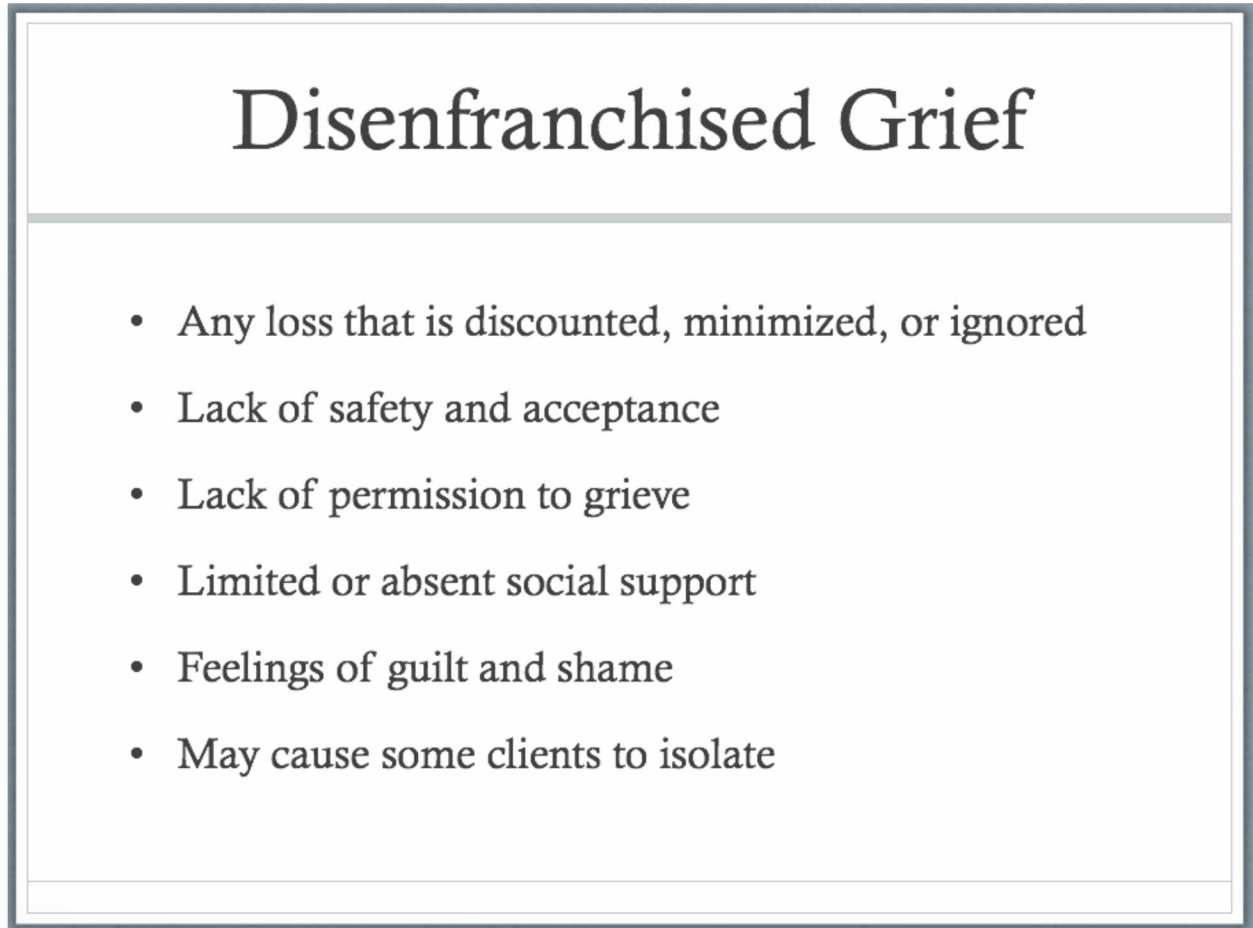 Disenfranchised Grief
• Any loss that is discounted, minimized, or ignored
• Lack of safety and acceptance
• Lack of permission to grieve
• Limited or absent social support
• Feelings of guilt and shame
• May cause some clients to isolate